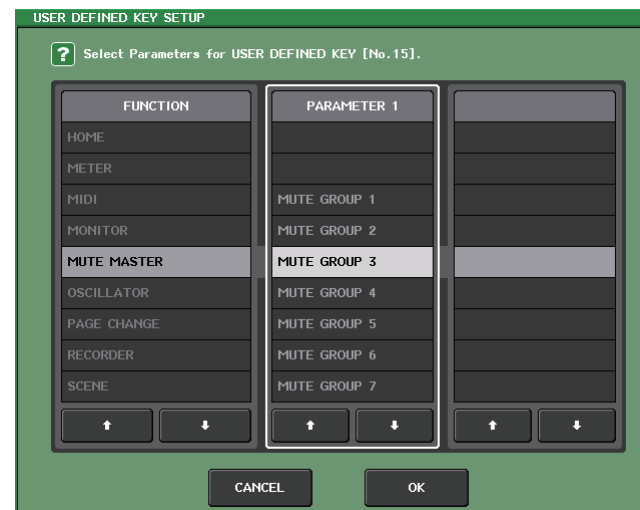 USER DEFINED KEY SETUP
? Select Parameters for USER DEFINED KEY [No.15].
FUNCTION
HOME
METER
MIDI
MONITOR
MUTE MASTER
OSCILLATOR
PAGE CHANGE
RECORDER
SCENE
PARAMETER 1
MUTE GROUP 1
MUTE GROUP 2
MUTE GROUP 3
MUTE GROUP 4
MUTE GROUP 5
MUTE GROUP 6
MUTE GROUP 7
CANCEL
OK